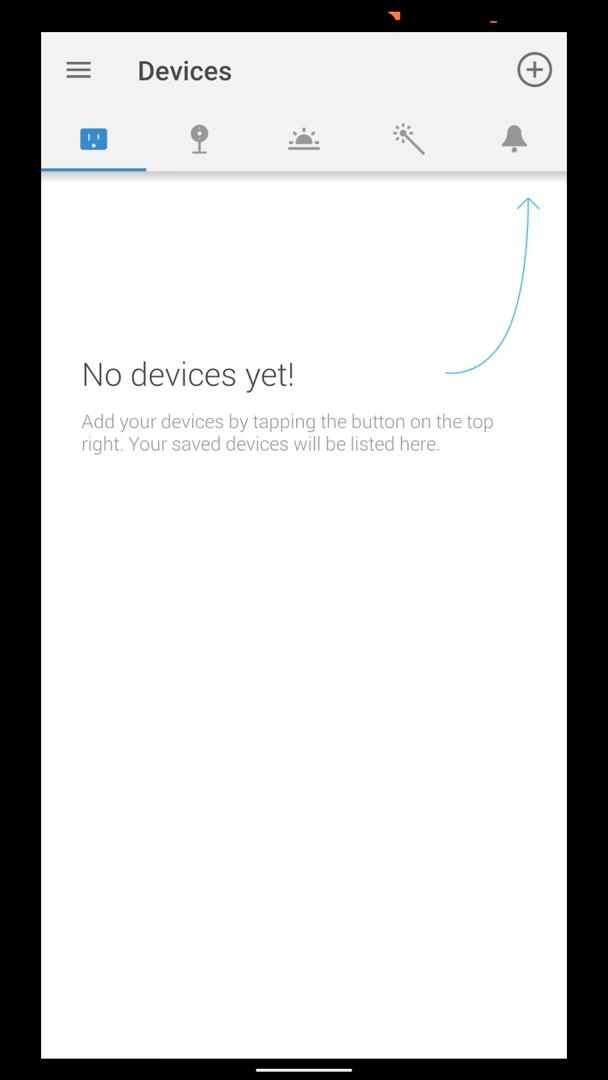 Devices
No devices yet!
Add your devices by tapping the button on the top
right. Your saved devices will be listed here.